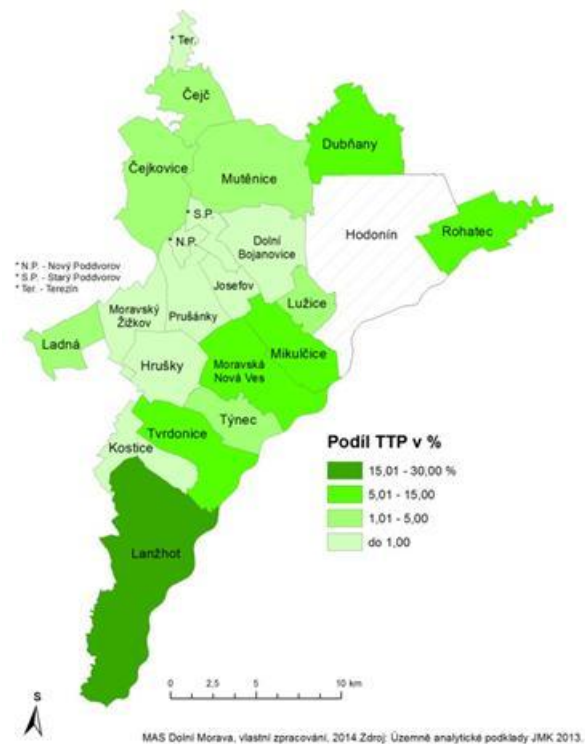 * Ter.
Čejč
Dubňany
Čejkovice
Mutěnice
* S.P.
Rohatec
* N.P.
Dolní
Bojanovice
Hodonín
* N.P. - Nový Poddvorov
* S.P. - Starý Poddvorov
* Ter. - Terezín
Josefov
Lužice
Moravský
Žižkov
Prušánky
Ladná
Mikulčice
Hrušky
Moravská
Nová Ves
Týnec
Tvrdonice
Kostice
Podíl TTP v %
15,01 - 30,00 %
5,01 - 15,00
1,01 - 5,00
do 1,00
Lanžhot
S
0 2,5 5 10 km
MAS Dolní Morava, vlastní zpracování, 2014.Zdroj: Územně analytické podklady JMK 2013.